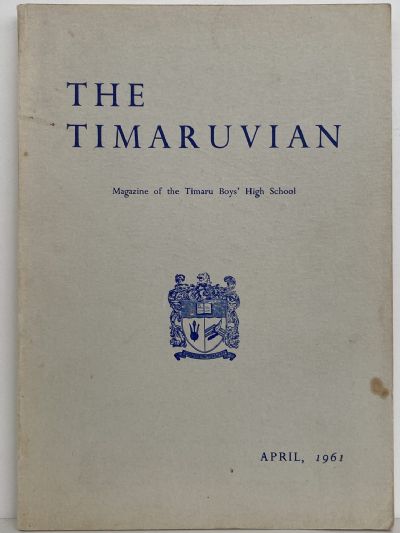 THE
TIMARUVIAN
Magazine of the Timaru Boys' High School
APRIL, 1961